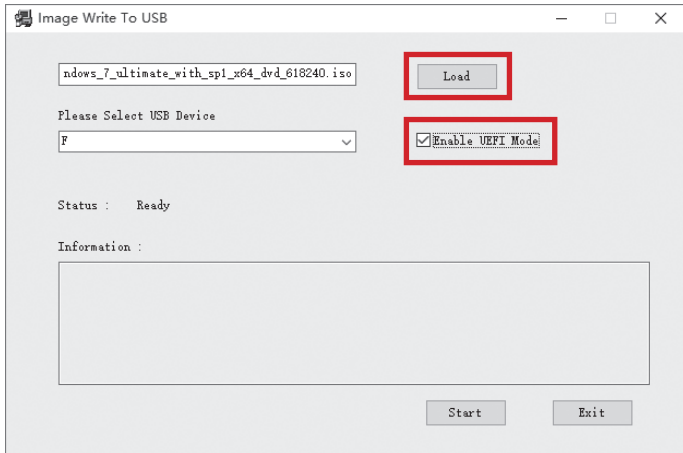 Image Write To USB
ndows_7_ultimate_with_sp1_x64_dvd_618240.iso
Load
Please Select USB Device
F
Enable UEFI Mode
Status : Ready
Information :
Start
Exit